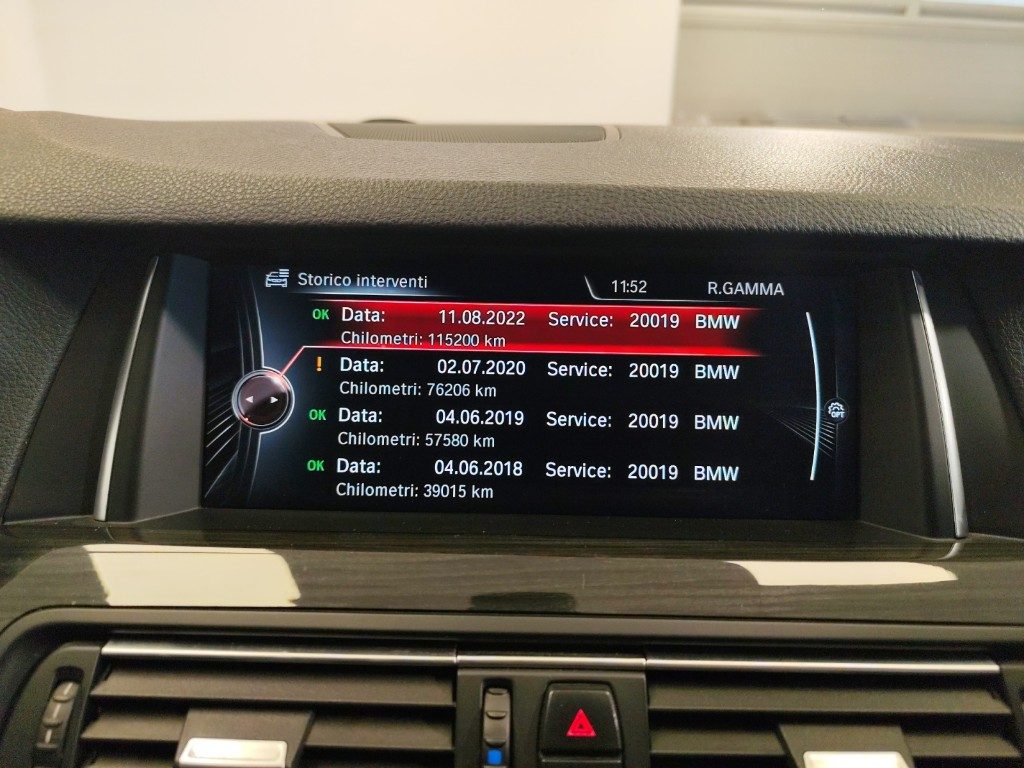 Storico interventi 11:52 R.GAMMA
OK Data: 11.08.2022 Service: 20019 BMW
Chilometri: 115200 km
! Data: 02.07.2020 Service: 20019 BMW
Chilometri: 76206 km
OK Data: 04.06.2019 Service: 20019 BMW
Chilometri: 57580 km
OK Data: 04.06.2018 Service: 20019 BMW
Chilometri: 39015 km
OPT